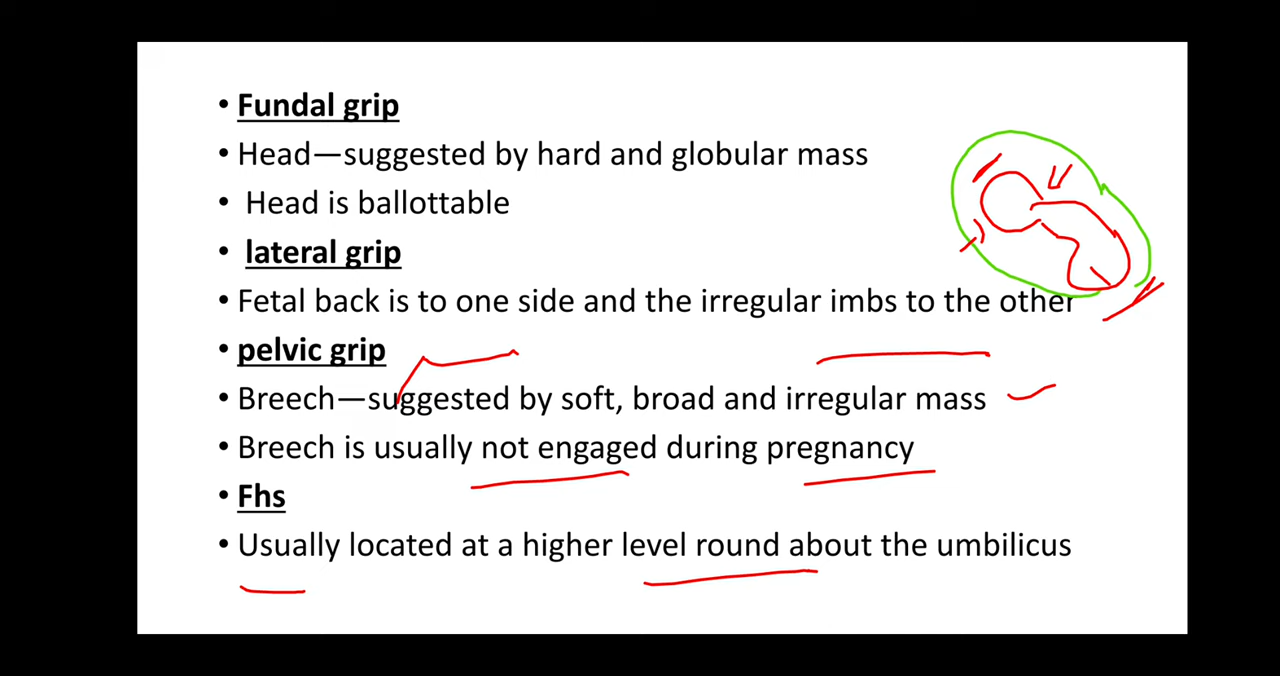 • Fundal grip
• Head—suggested by hard and globular mass
• Head is ballottable
• lateral grip
• Fetal back is to one side and the irregular imbs to the other
• pelvic grip
• Breech—suggested by soft, broad and irregular mass
• Breech is usually not engaged during pregnancy
• Fhs
• Usually located at a higher level round about the umbilicus